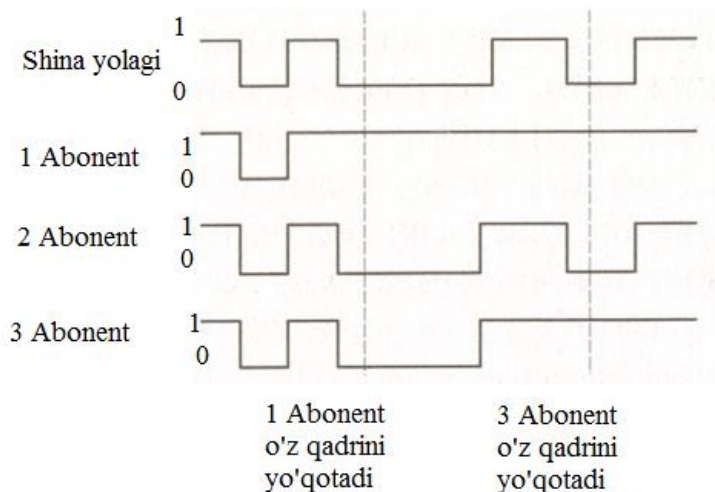 1
Shina yolagi
0
1 Abonent
1
0
2 Abonent
1
0
3 Abonent
1
0
1 Abonent
o'z qadrini
yo'qotadi
3 Abonent
o'z qadrini
yo'qotadi